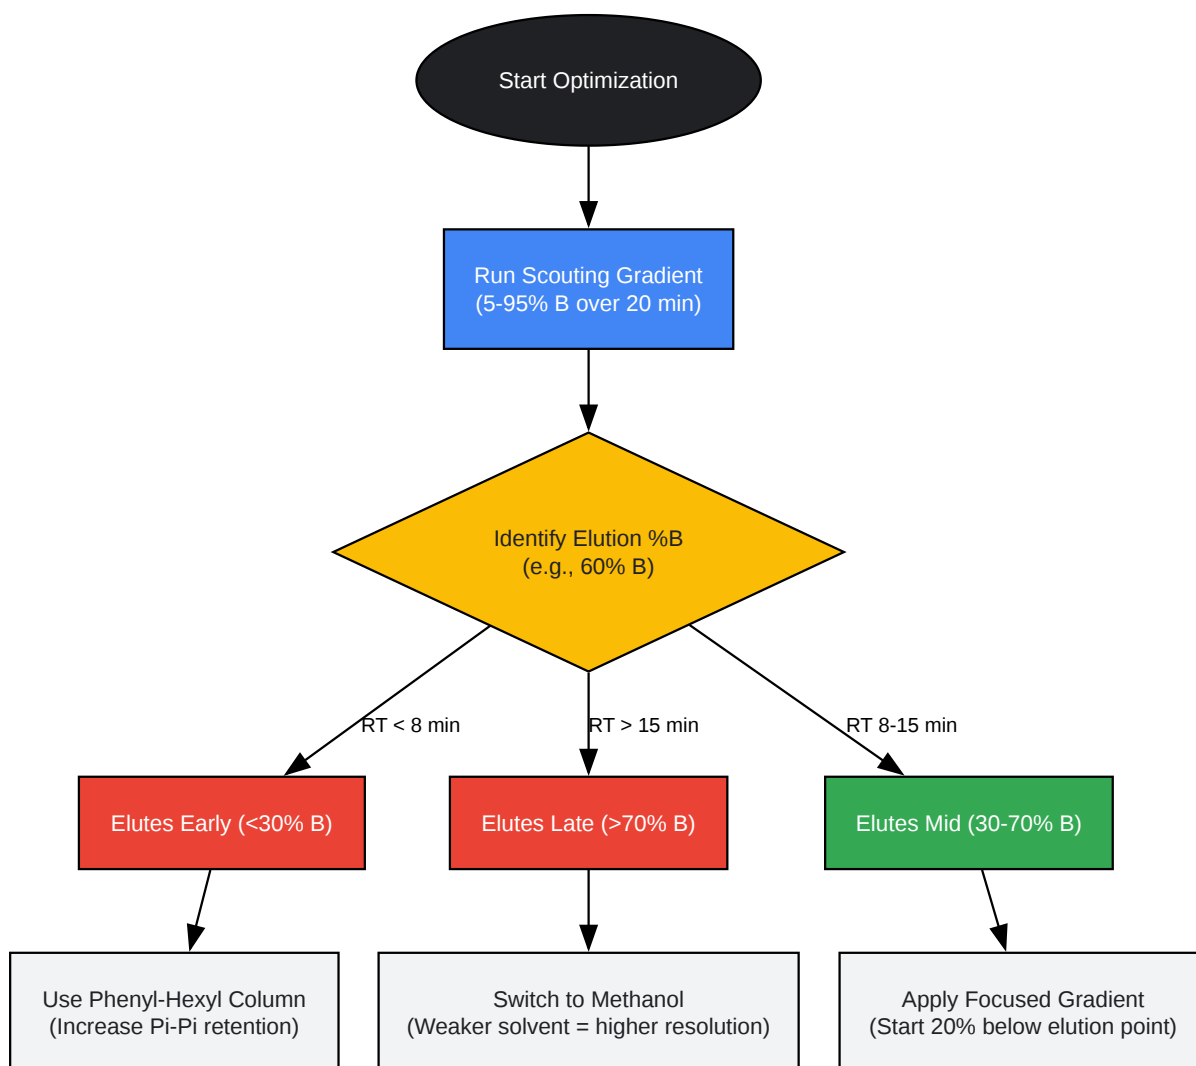 Start Optimization
Run Scouting Gradient
(5-95% B over 20 min)
Identify Elution %B
(e.g., 60% B)
RT < 8 min
RT > 15 min
RT 8-15 min
Elutes Early (<30% B)
Elutes Late (>70% B)
Elutes Mid (30-70% B)
Use Phenyl-Hexyl Column
(Increase Pi-Pi retention)
Switch to Methanol
(Weaker solvent = higher resolution)
Apply Focused Gradient
(Start 20% below elution point)